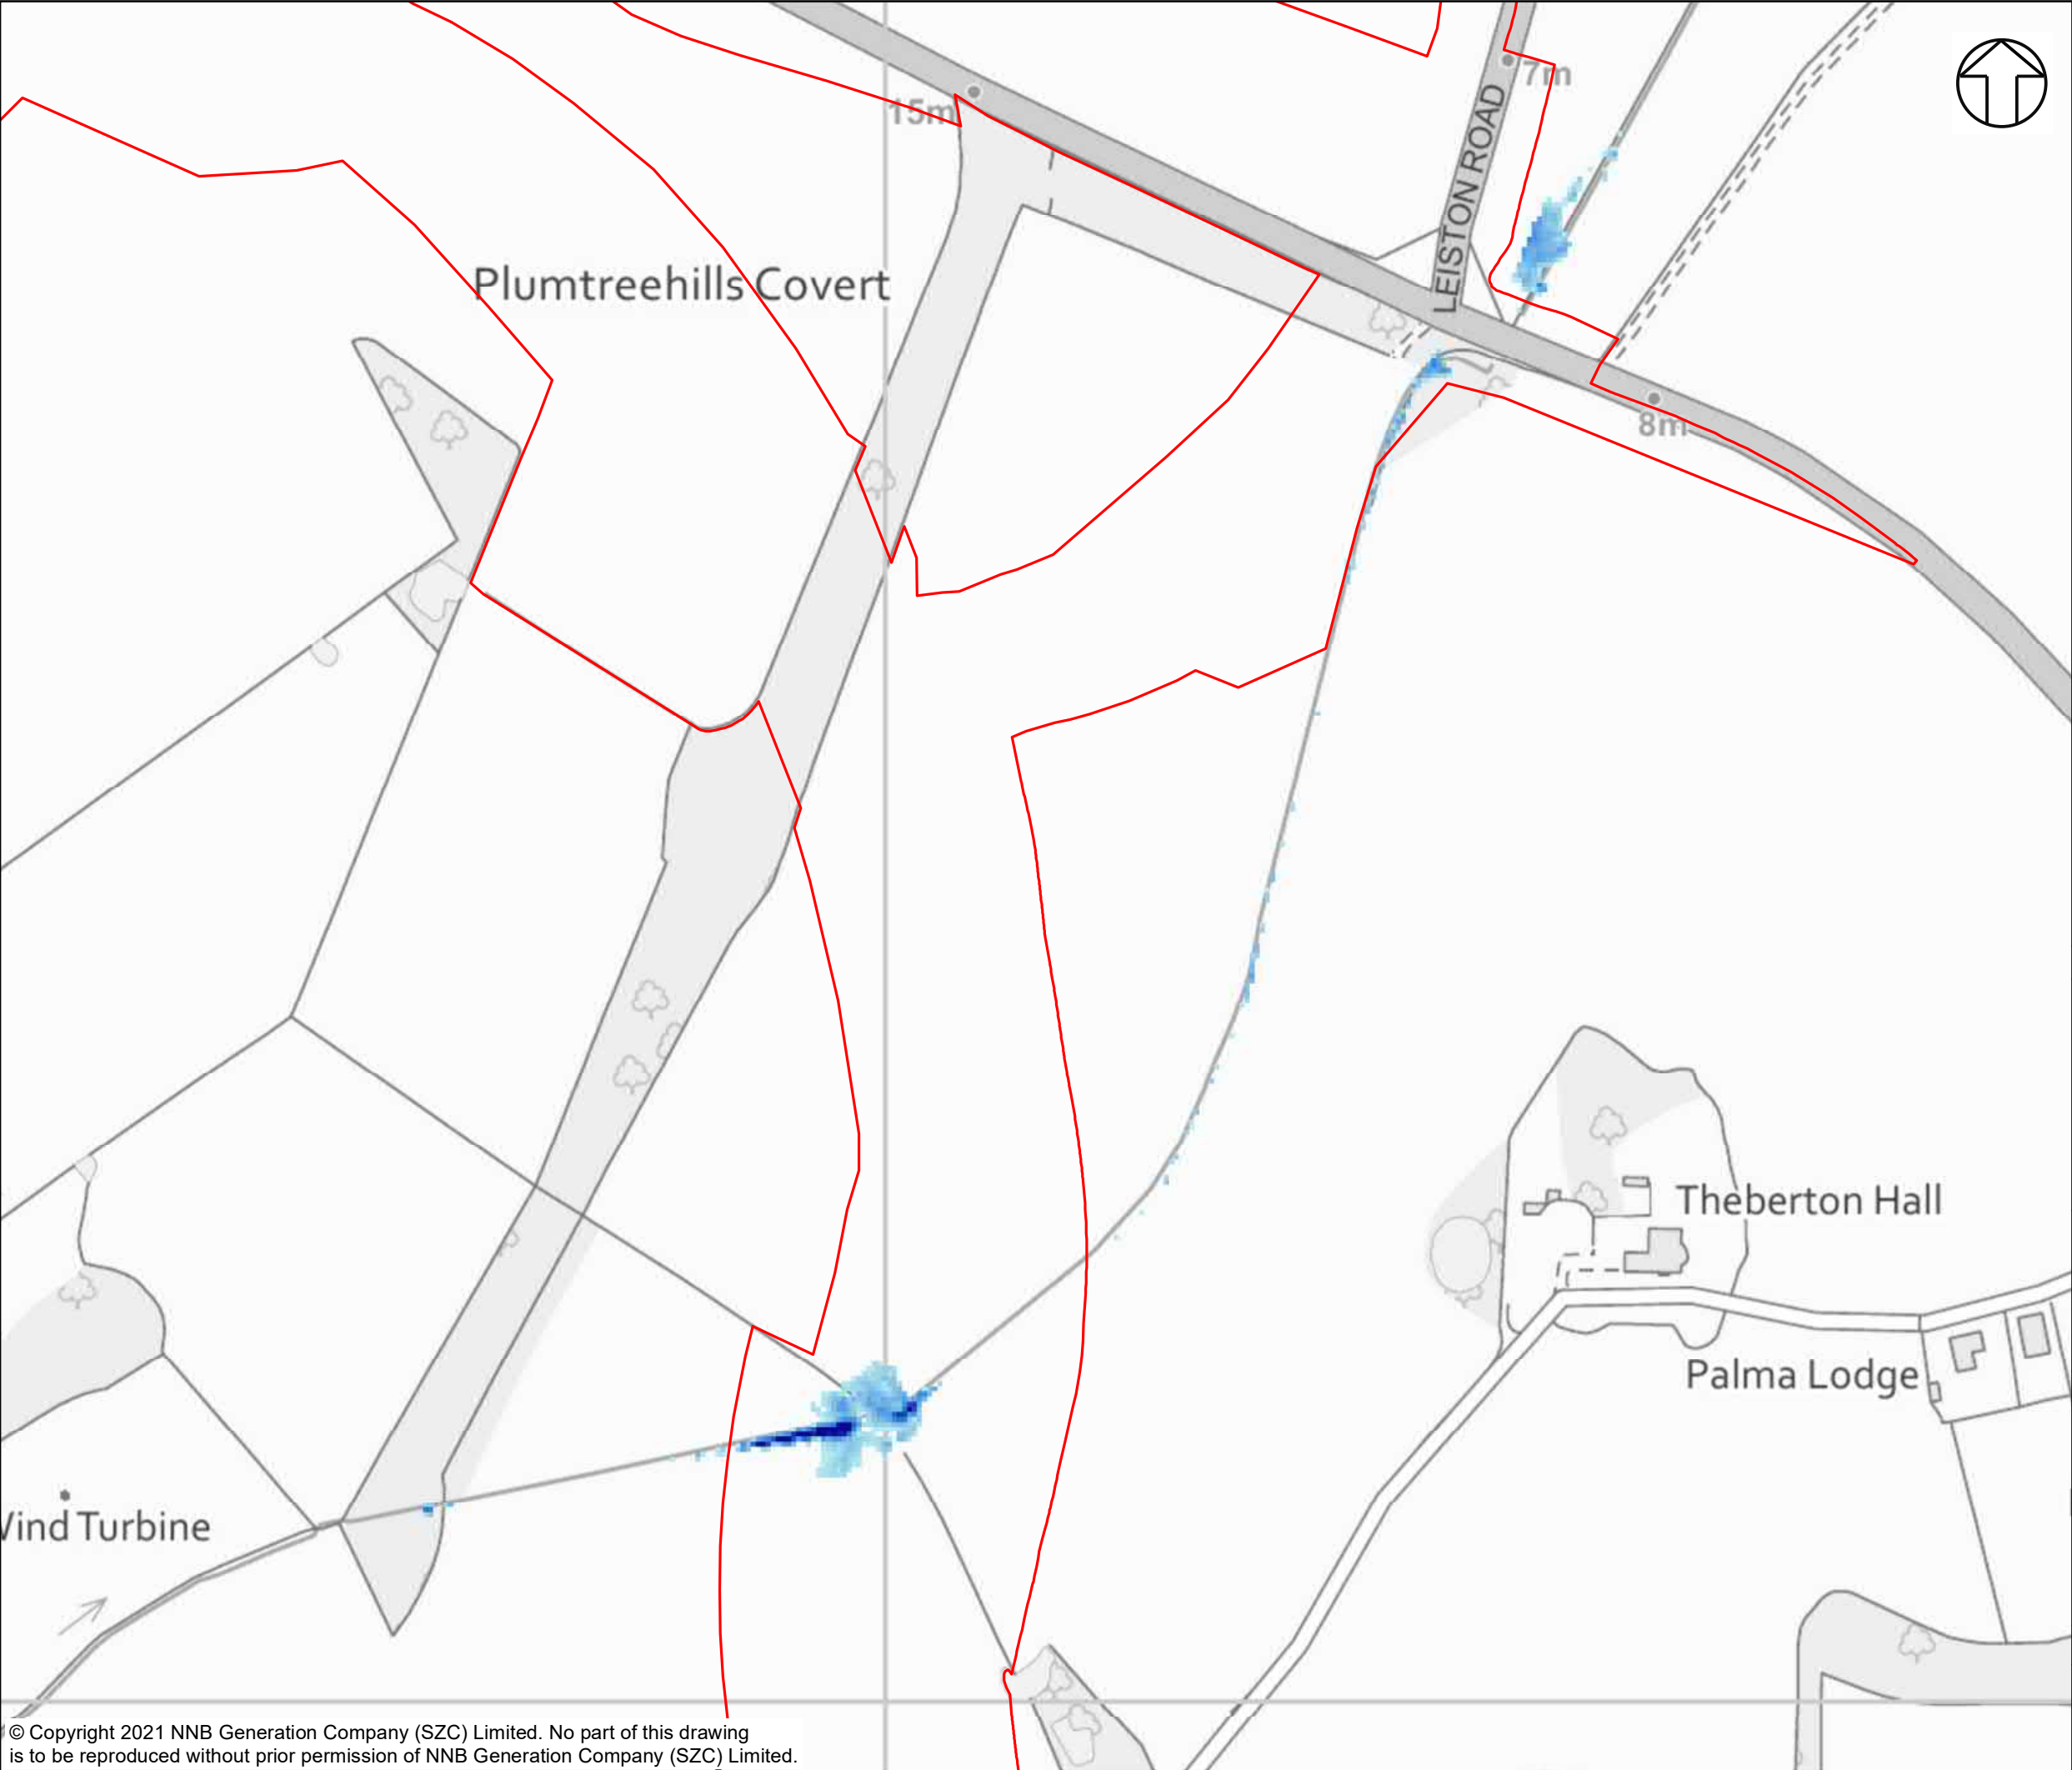 7m
15m
LEISTON ROAD
Plumtreehills Covert
8m
Theberton Hall
Palma Lodge
Wind Turbine
© Copyright 2021 NNB Generation Company (SZC) Limited. No part of this drawing
is to be reproduced without prior permission of NNB Generation Company (SZC) Limited.